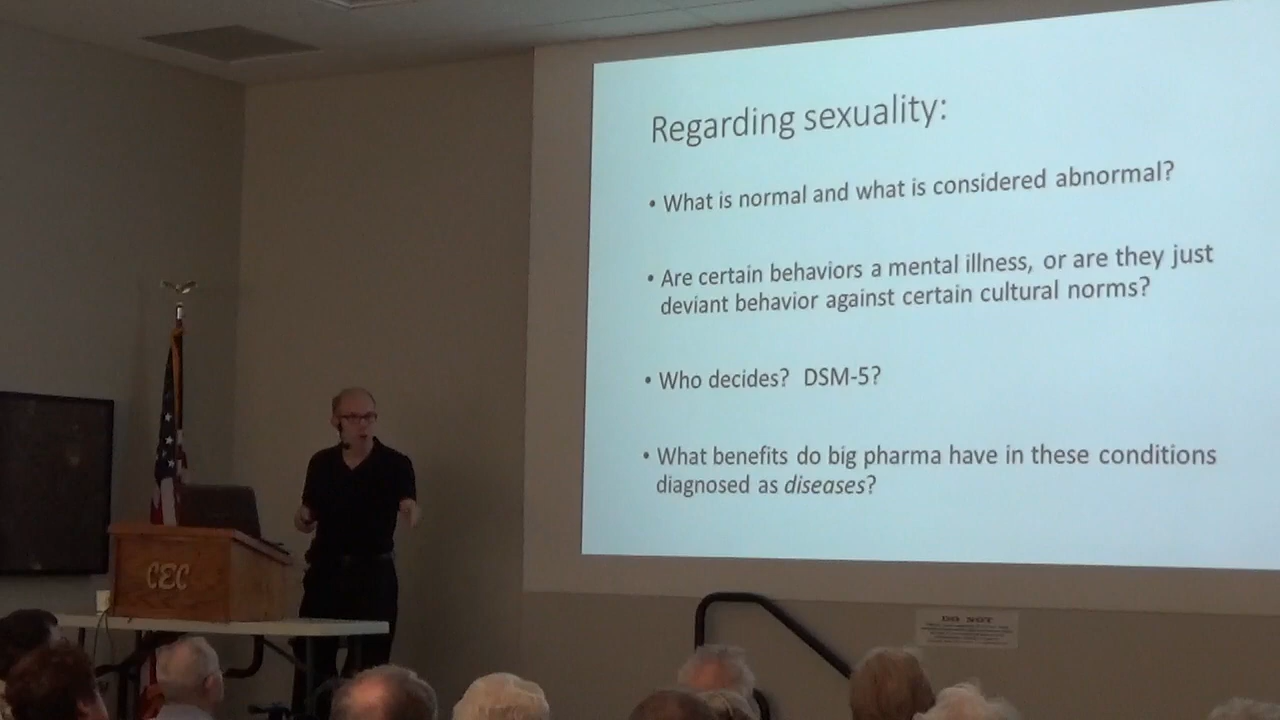 Regarding sexuality:
• What is normal and what is considered abnormal?
• Are certain behaviors a mental illness, or are they just
deviant behavior against certain cultural norms?
• Who decides? DSM-5?
• What benefits do big pharma have in these conditions
diagnosed as diseases?
CEC
DO NOT